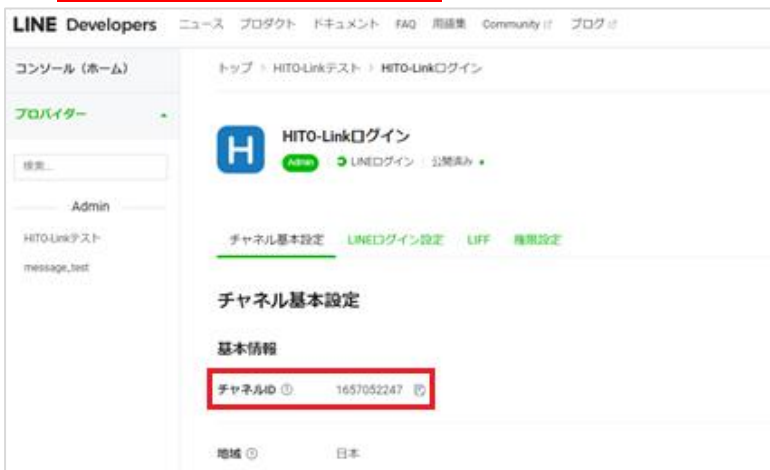 LINE Developers ニュース プロダクト ドキュメント FAQ 用語集 Community ブログ
コンソール（ホーム）
トップ > HITO-Linkテスト > HITO-Linkログイン
プロバイダー
HITO-Linkログイン
H
Admin LINEログイン 公開済み
検索...
Admin
HITO-Linkテスト
message_test
チャネル基本設定 LINEログイン設定 LIFF 権限設定
チャネル基本設定
基本情報
チャネルID 1657052247
地域 日本